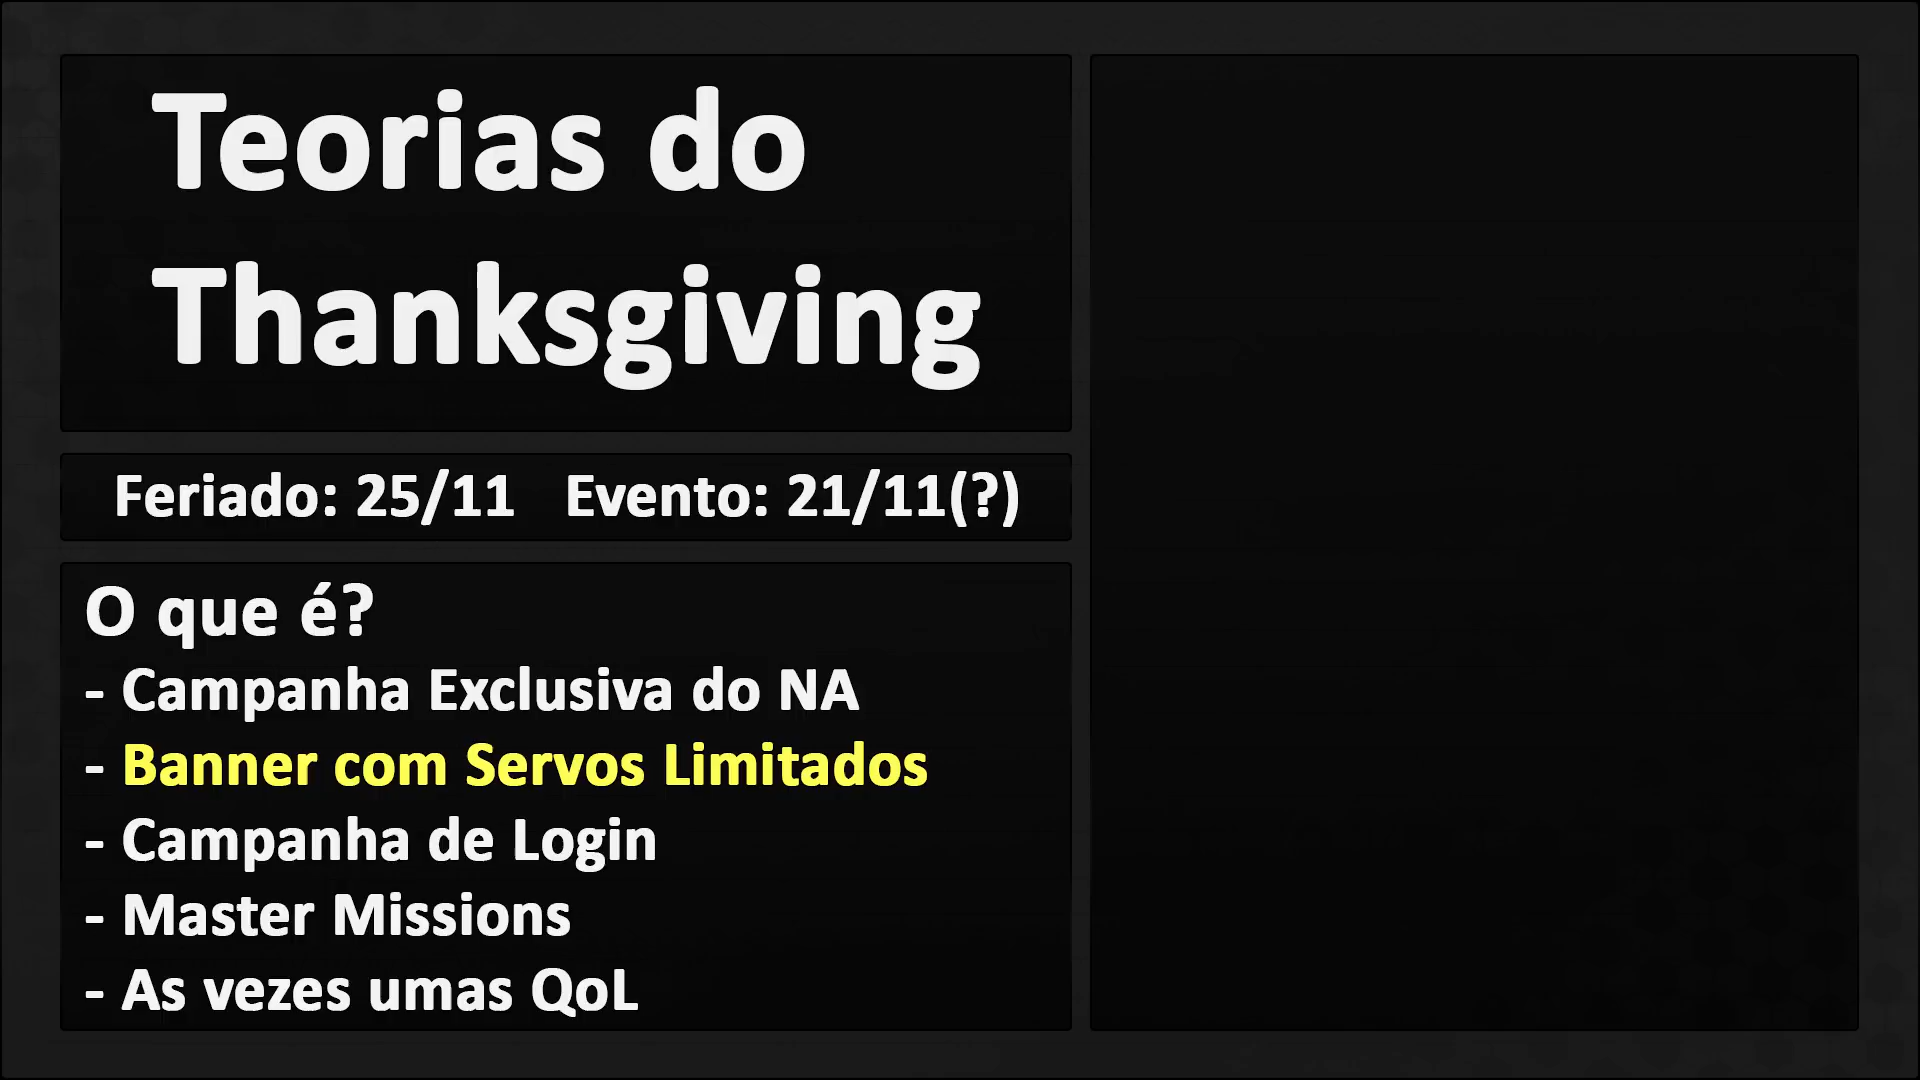 Teorias do
Thanksgiving
Feriado: 25/11 Evento: 21/11(?)
O que é?
- Campanha Exclusiva do NA
- Banner com Servos Limitados
- Campanha de Login
- Master Missions
- As vezes umas QoL